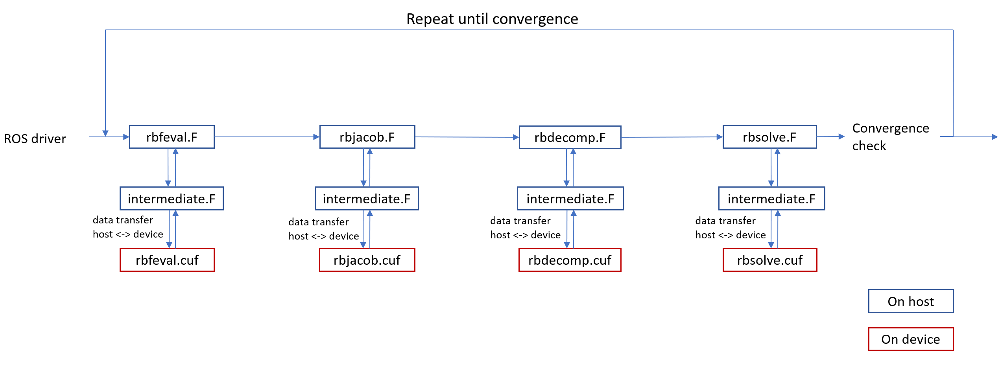 Repeat until convergence
ROS driver
rbfeval.F
rbjacob.F
rbdecomp.F
rbsolve.F
Convergence
check
intermediate.F
intermediate.F
intermediate.F
intermediate.F
data transfer
host <-> device
data transfer
host <-> device
data transfer
host <-> device
data transfer
host <-> device
rbfeval.cuf
rbjacob.cuf
rbdecomp.cuf
rbsolve.cuf
On host
On device